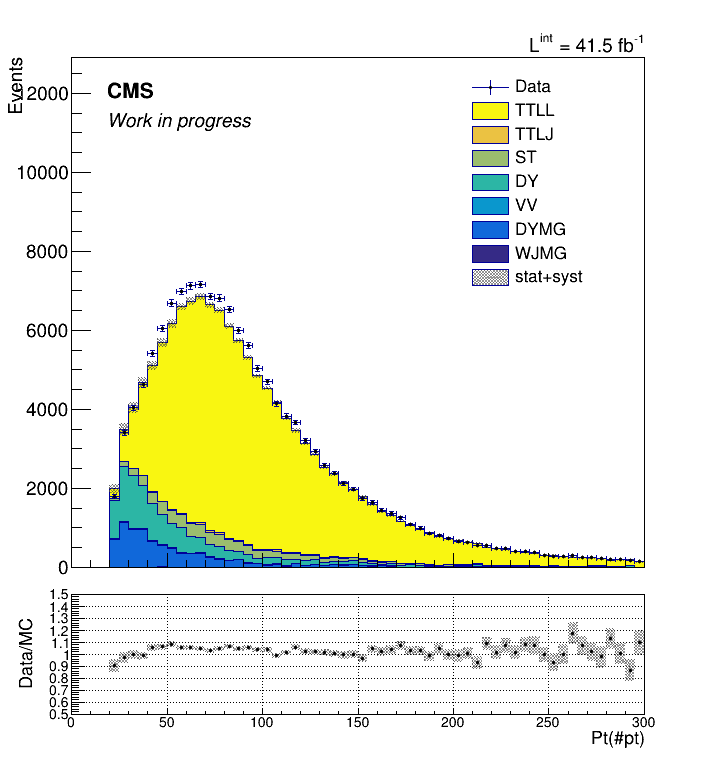 L^int = 41.5 fb^-1
Events
12000
10000
8000
6000
4000
2000
0
CMS
Work in progress
Data
TTLL
TTLJ
ST
DY
VV
DYMG
WJMG
stat+syst
Data/MC
1.5
1.4
1.3
1.2
1.1
1
0.9
0.8
0.7
0.6
0.5
0 50 100 150 200 250 300
Pt(#pt)